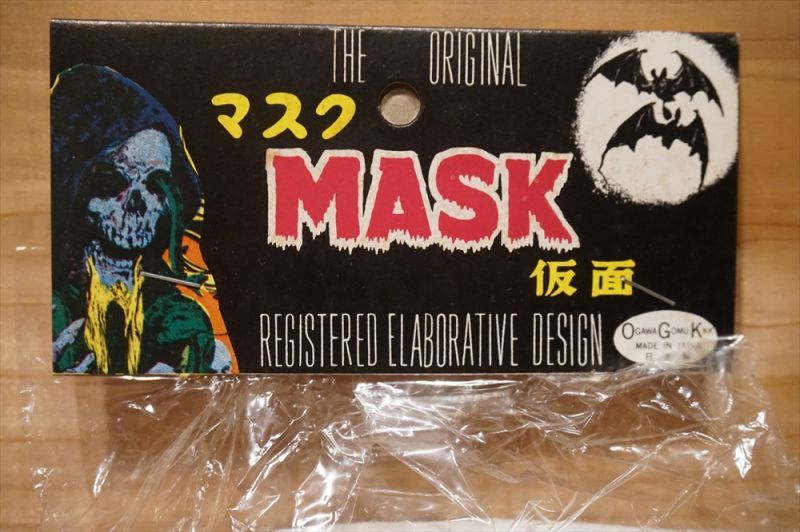 THE ORIGINAL
マスク
MASK
仮面
REGISTERED ELABORATIVE DESIGN
OGAWA GOMU K.K.
MADE IN JAPAN